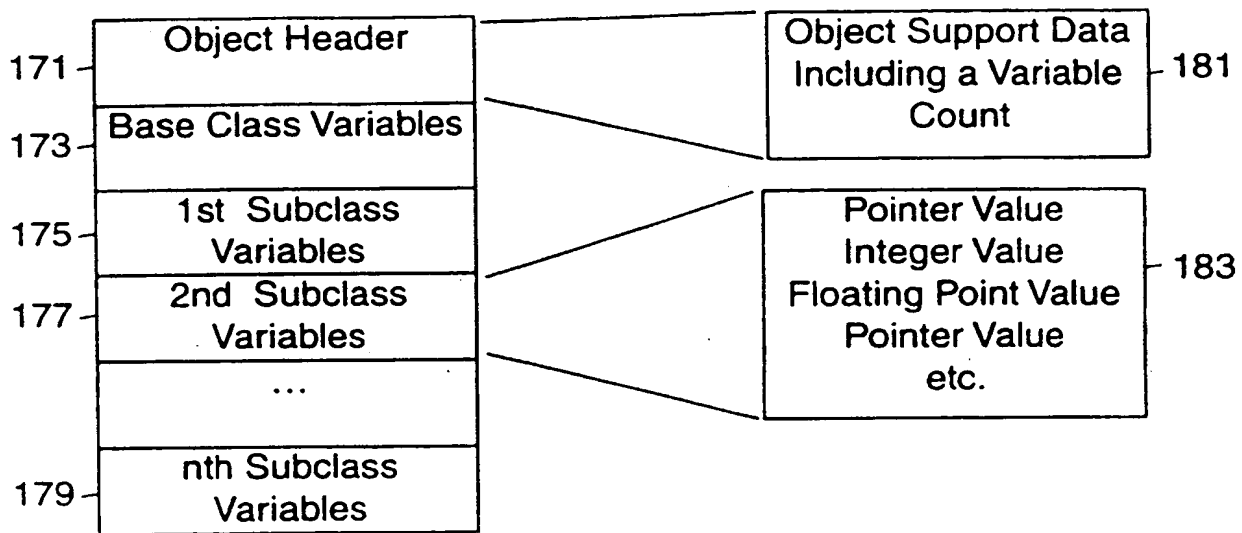 Object Header
171
Base Class Variables
173
1st Subclass
Variables
175
2nd Subclass
Variables
177
...
nth Subclass
Variables
179
Object Support Data
Including a Variable
Count
181
Pointer Value
Integer Value
Floating Point Value
Pointer Value
etc.
183